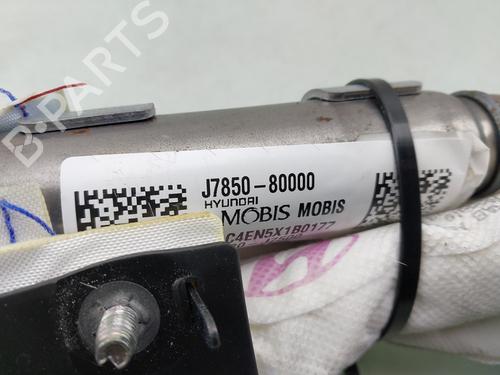 B-PARTS
J7850-80000
HYUNDAI
MOBIS MOBIS
C4EN5X1B0177